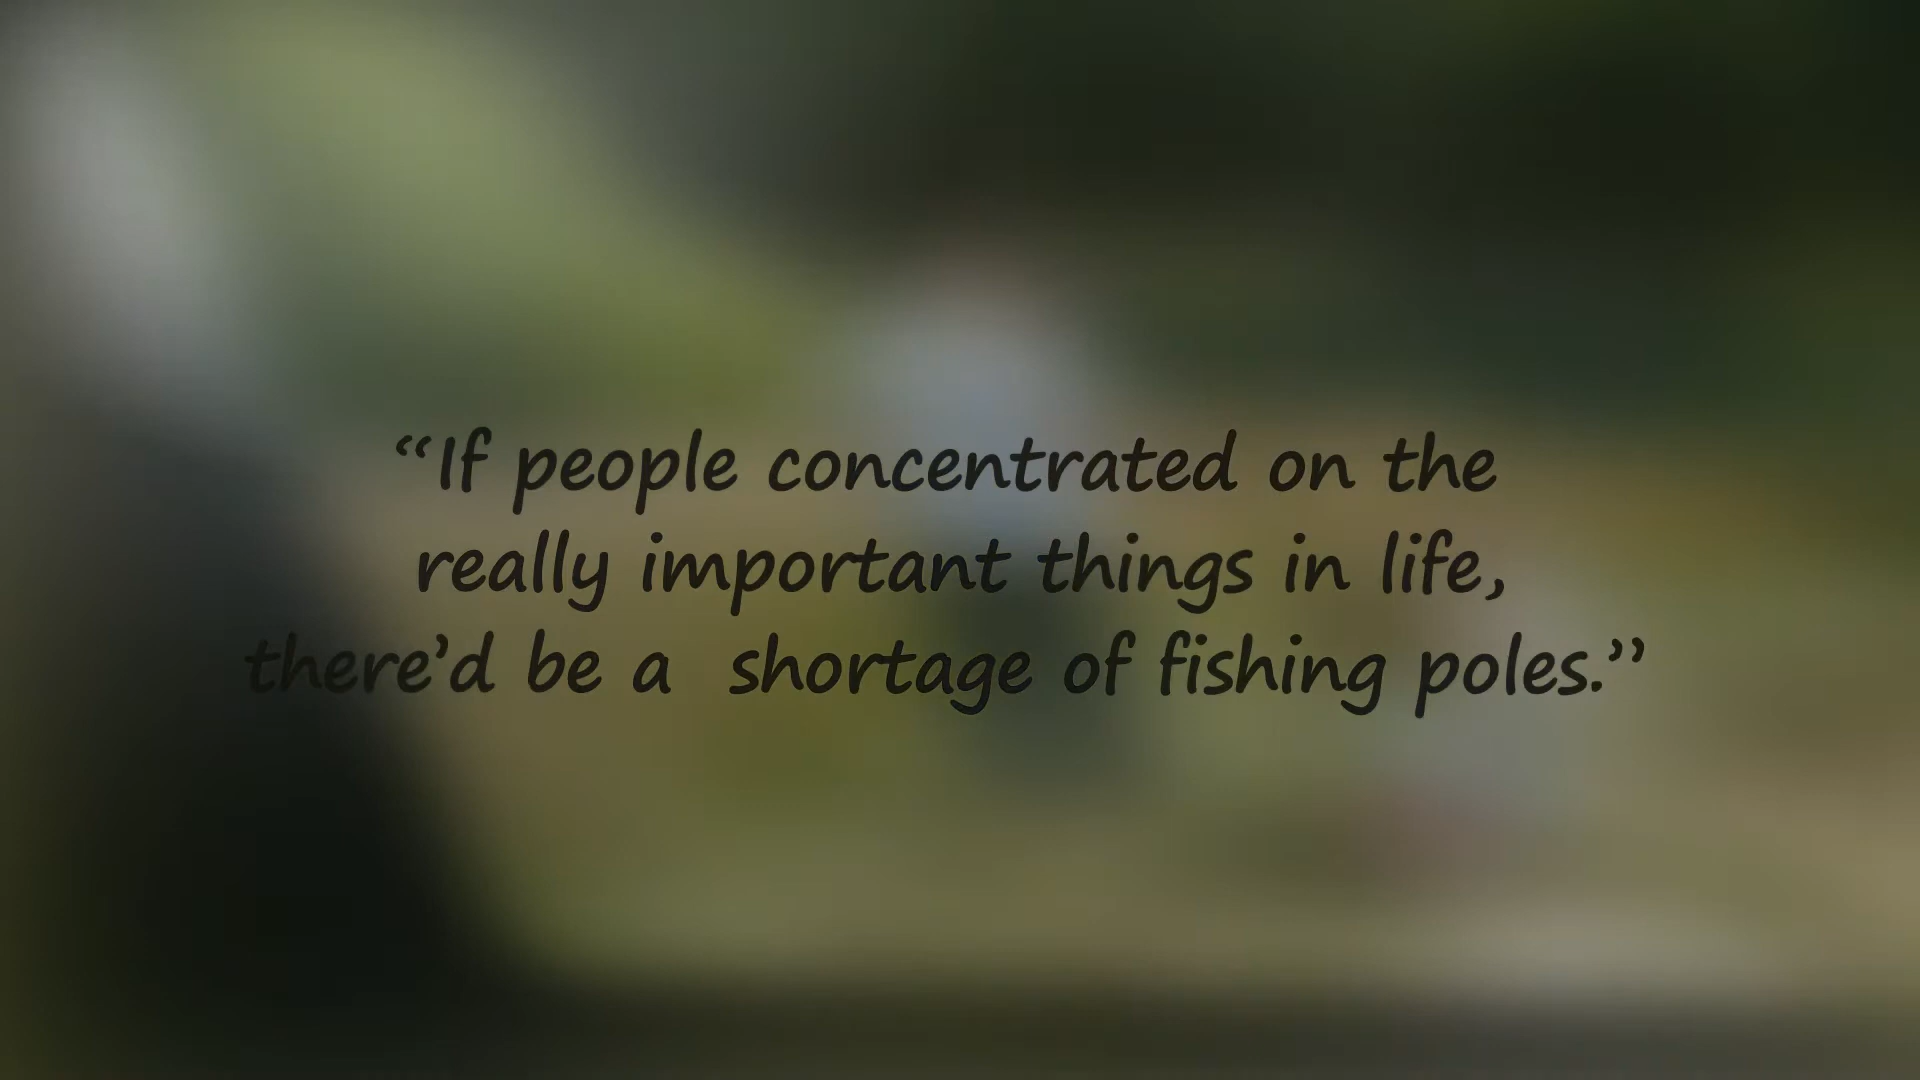 “If people concentrated on the
really important things in life,
there’d be a  shortage of fishing poles.”